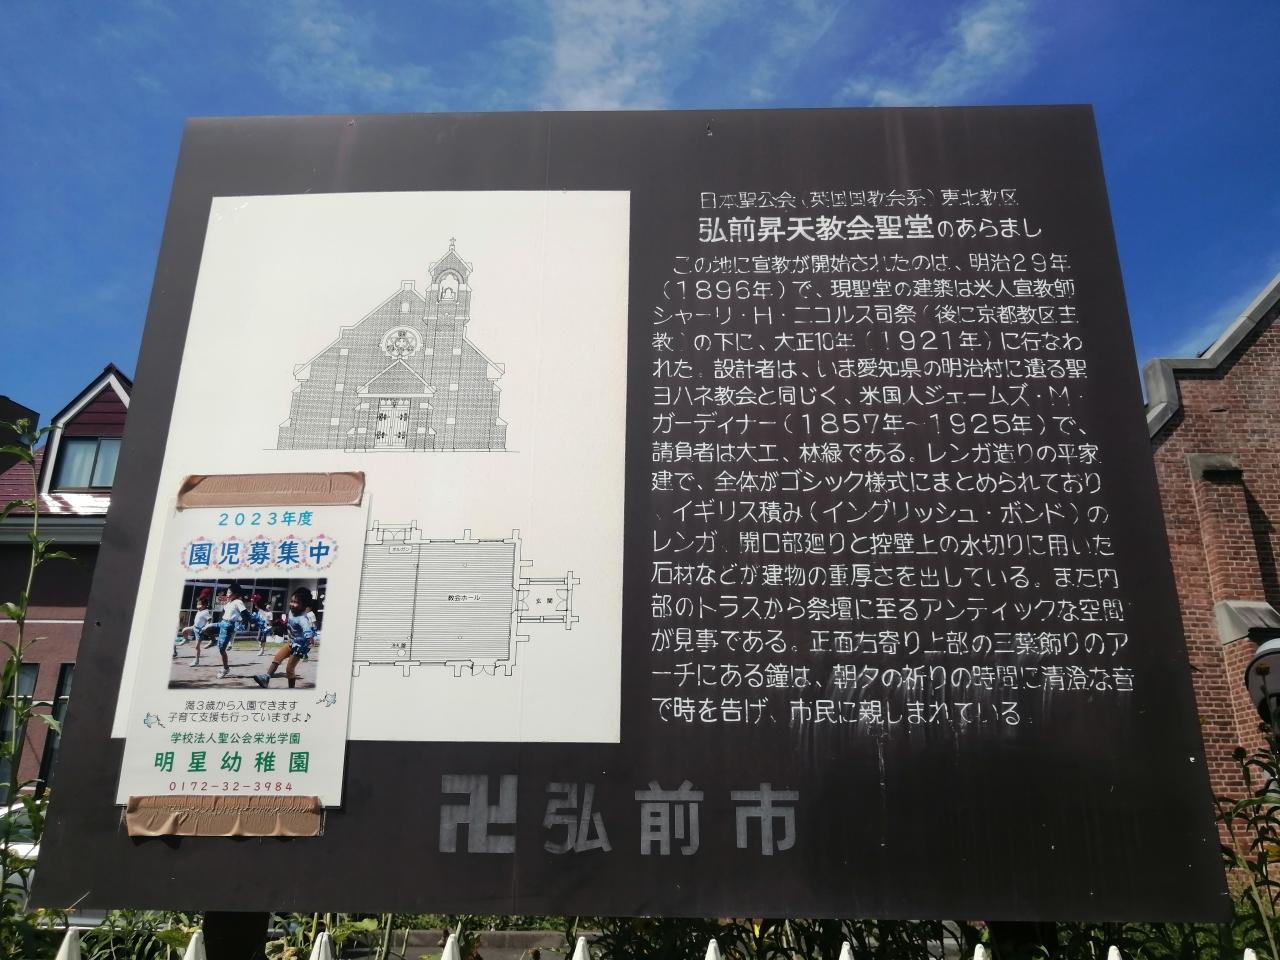 日本聖公会(英国国教会系)東北教区
弘前昇天教会聖堂のあらまし
この地に宣教が開始されたのは、明治29年
(1896年)で、現聖堂の建築は米人宣教師
シャーリ・H・ニコルス司祭(後に京都教区主
教)の下に、大正10年(1921年)に行なわ
れた。設計者は、いま愛知県の明治村に遺る聖
ヨハネ教会と同じく、米国人ジェームズ・M・
ガーディナー(1857年〜1925年)で、
請負者は大工、林緑である。レンガ造りの平家
建で、全体がゴシック様式にまとめられており
、イギリス積み(イングリッシュ・ボンド)の
レンガ、開口部廻りと控壁上の水切りに用いた
石材などが建物の重厚さを出している。また内
部のトラスから祭壇に至るアンティックな空間
が見事である。正面右寄り上部の三葉飾りのア
ーチにある鐘は、朝夕の祈りの時間に清澄な音
で時を告げ、市民に親しまれている
オルガン
教会ホール
玄関
洗礼盤
2023年度
園児募集中
満3歳から入園できます
子育て支援も行っていますよ♪
学校法人聖公会栄光学園
明星幼稚園
0172-32-3984
卍弘前市